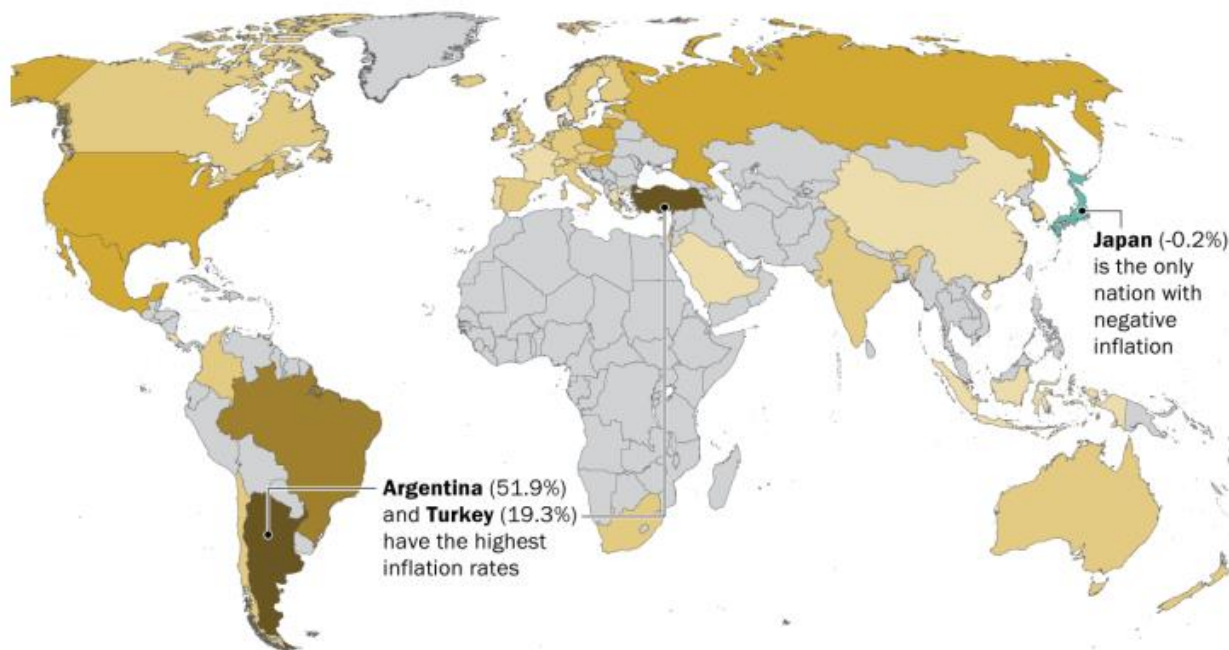 Japan (-0.2%)
is the only
nation with
negative
inflation
Argentina (51.9%)
and Turkey (19.3%)
have the highest
inflation rates